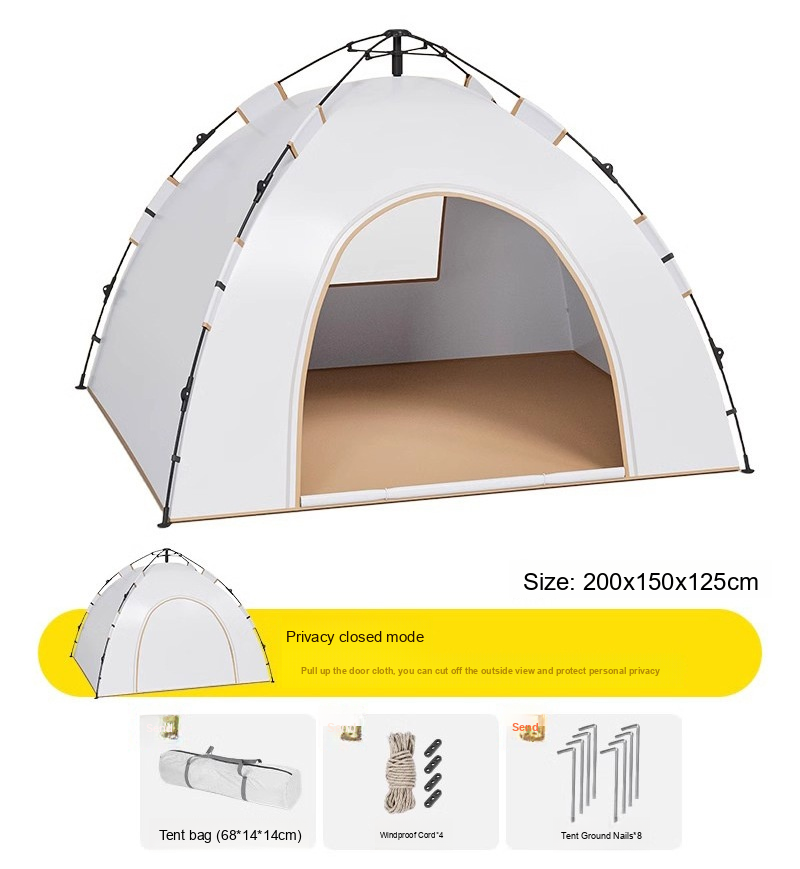 Size: 200x150x125cm
Privacy closed mode
Pull up the door cloth, you can cut off the outside view and protect personal privacy
Send
Tent bag (68*14*14cm)
Windproof Cord*4
Tent Ground Nails*8